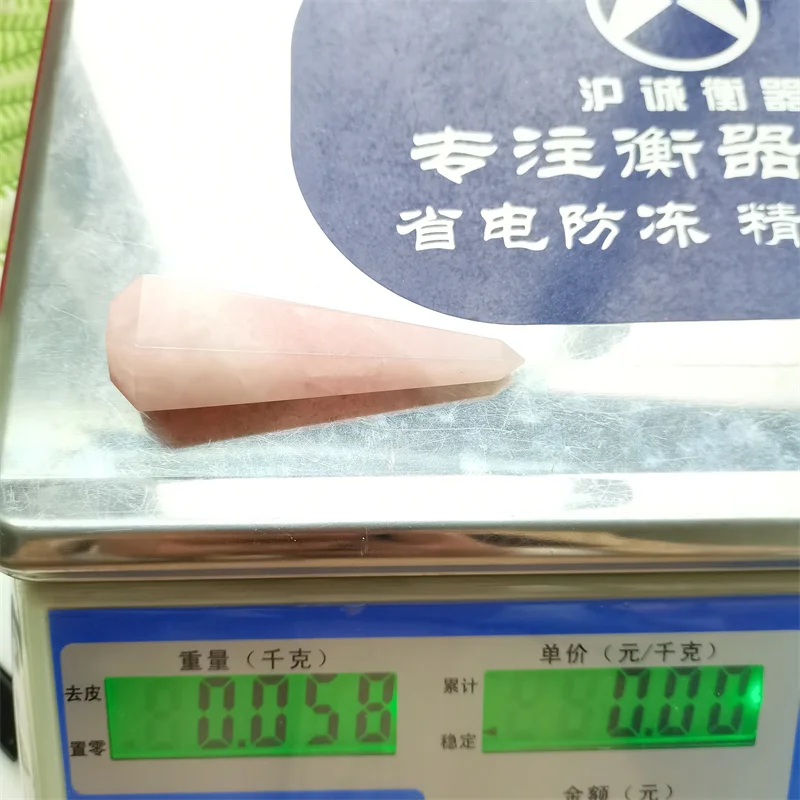 沪诚衡器
专注衡器
省电防冻 精
重量（千克） 单价（元/千克）
去皮 0.058 累计 0.00
置零 稳定
金额（元）